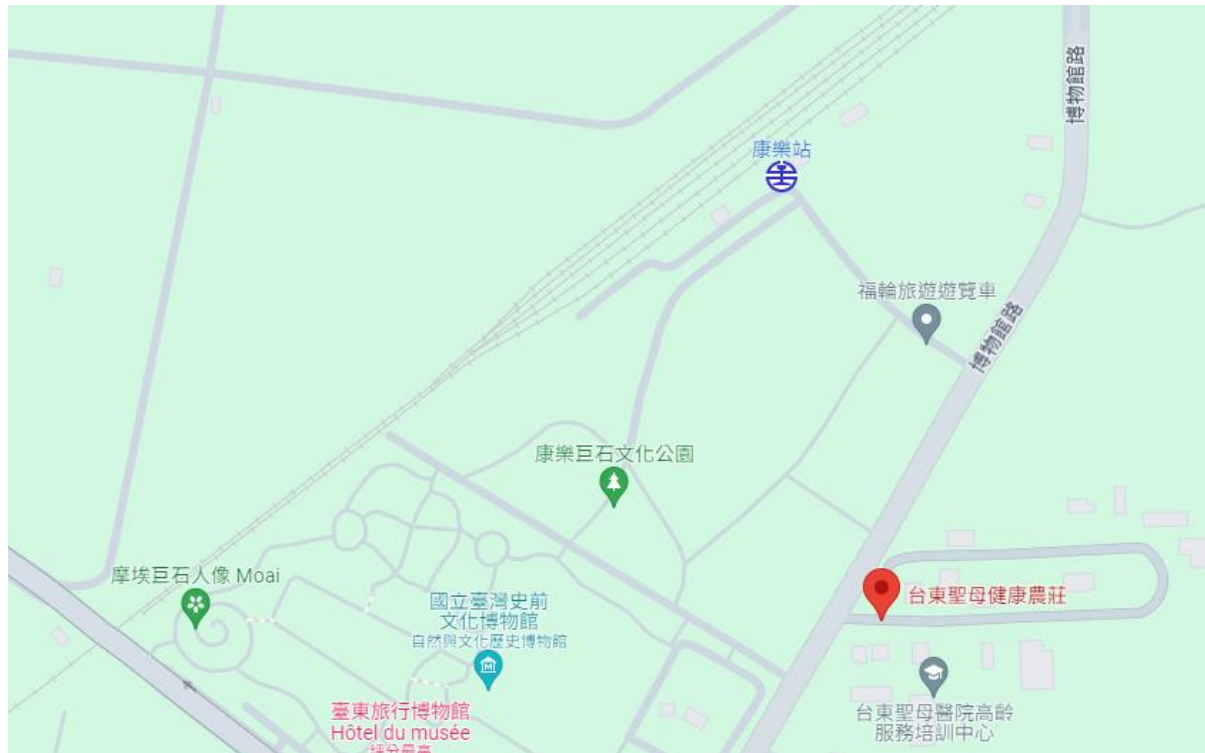 博物館路
康樂站
福輪旅遊遊覽車
博物館路
康樂巨石文化公園
摩埃巨石人像 Moai
國立臺灣史前
文化博物館
自然與文化歷史博物館
台東聖母健康農莊
臺東旅行博物館
Hôtel du musée
評分最高
台東聖母醫院高齡
服務培訓中心